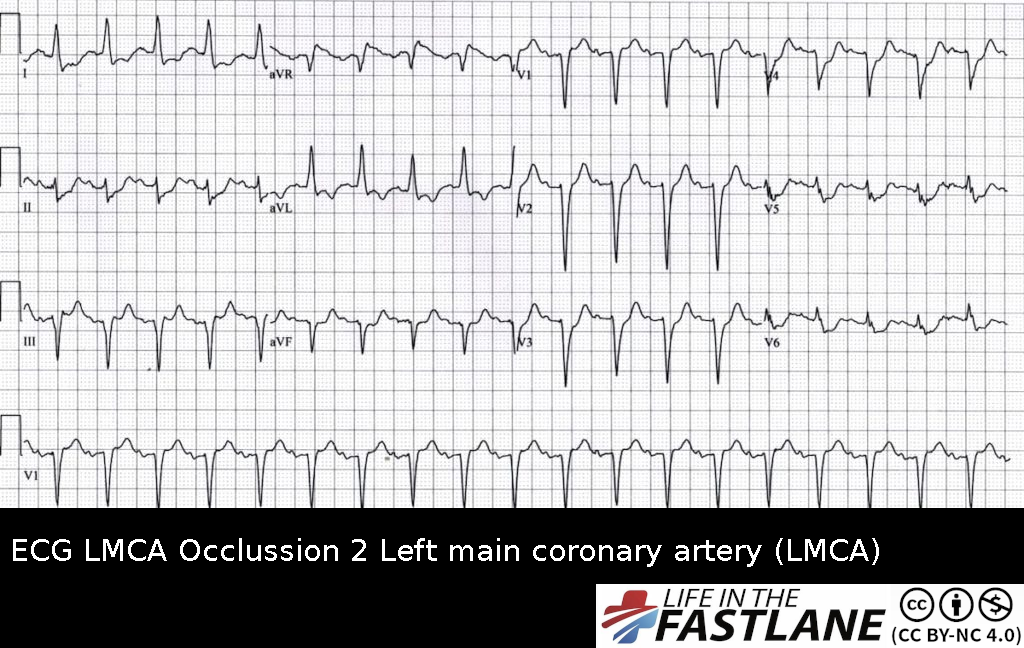 I
aVR
V1
V4
II
aVL
V2
V5
III
aVF
V3
V6
V1
ECG LMCA Occlussion 2 Left main coronary artery (LMCA)
LIFE IN THE
FASTLANE
cc
$
(CC BY-NC 4.0)